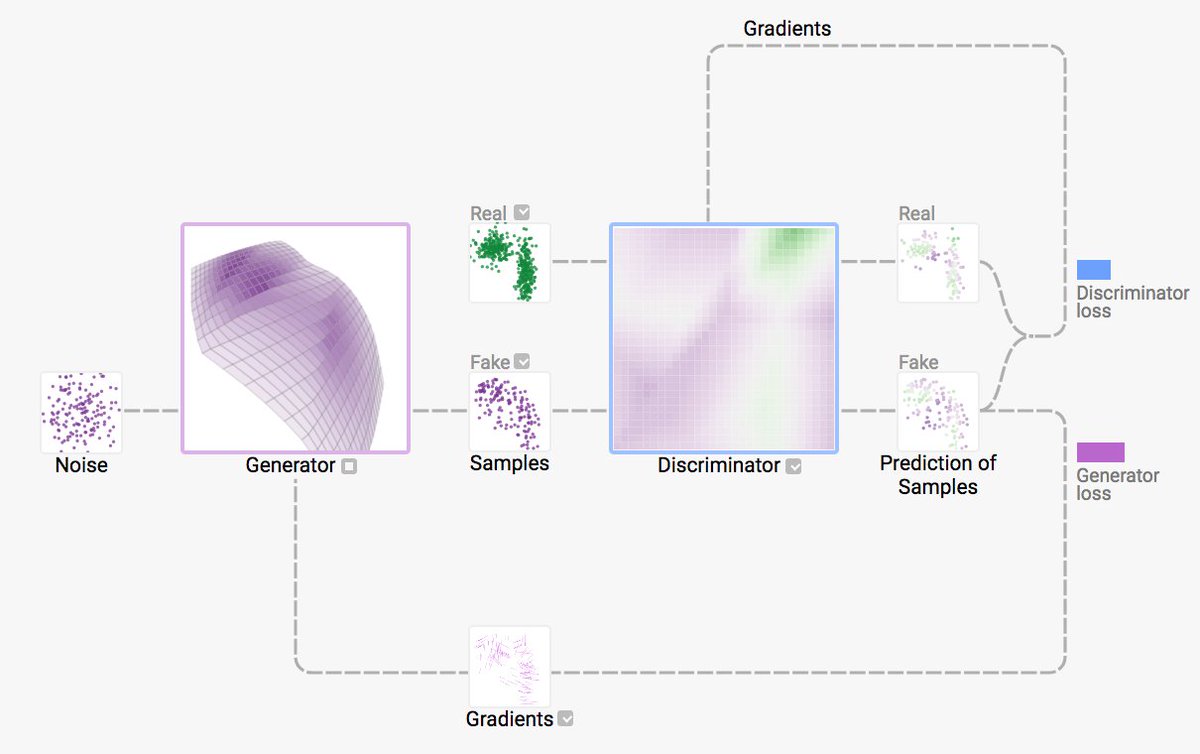 Gradients
Real
Real
Discriminator
loss
Fake
Fake
Noise
Generator
Samples
Discriminator
Prediction of
Samples
Generator
loss
Gradients